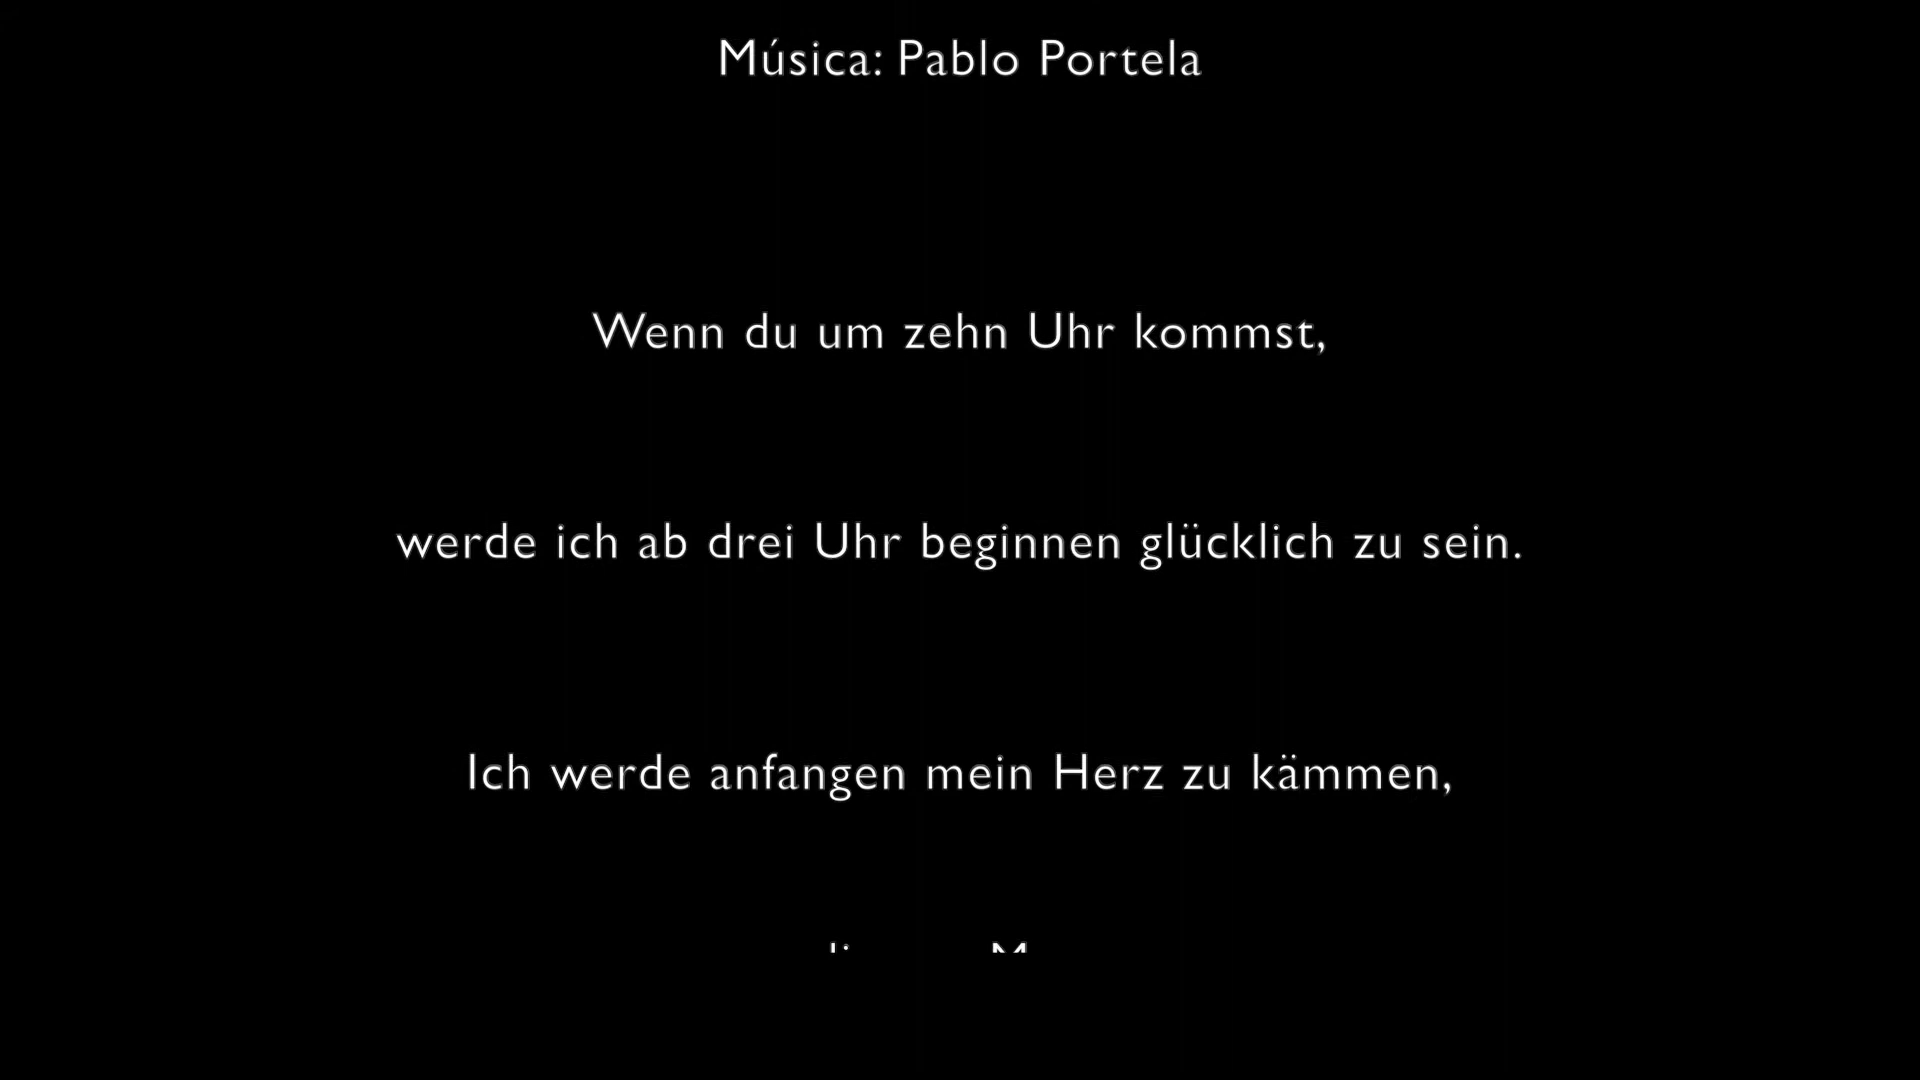 Música: Pablo Portela
Wenn du um zehn Uhr kommst,
werde ich ab drei Uhr beginnen glücklich zu sein.
Ich werde anfangen mein Herz zu kämmen,